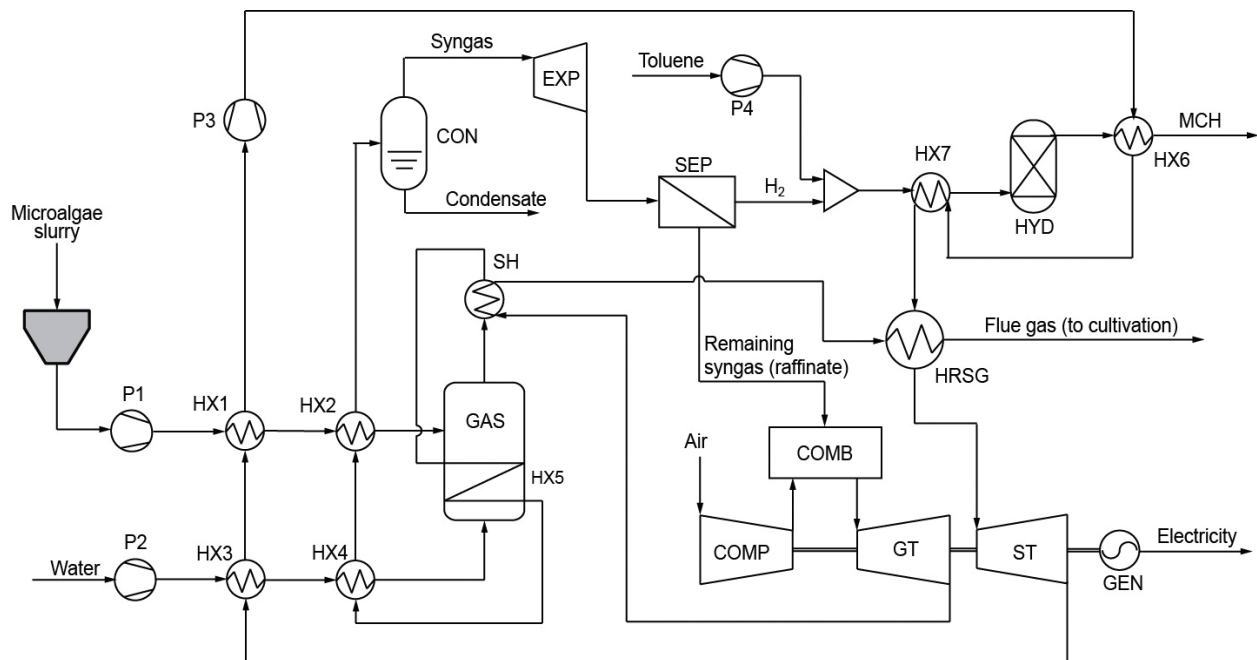 Syngas
EXP
Toluene
P4
P3
CON
MCH
HX6
HX7
SEP
H2
HYD
Condensate
Microalgae
slurry
SH
Flue gas (to cultivation)
Remaining
syngas (raffinate)
HRSG
P1
HX1
HX2
GAS
HX5
Air
COMB
P2
HX3
HX4
Water
COMP
GT
ST
Electricity
GEN